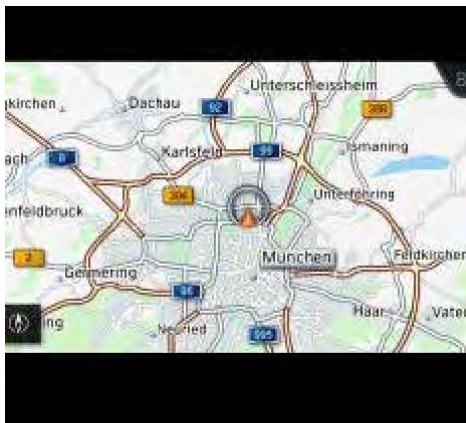 Unterschleissheim
kirchen
Dachau
92
388
Ismaning
Karlsfeld
99
ach
8
304
Unterföhring
enfeldbruck
München
Feldkirchen
2
Germering
96
ing
Neuried
Haar
Vater
995